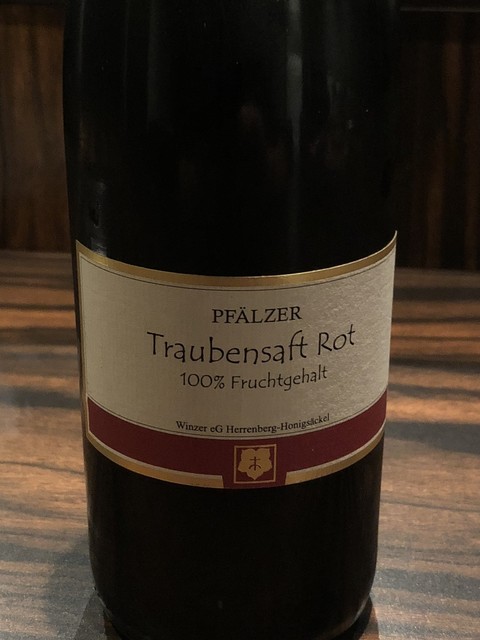 PFÄLZER
Traubensaft Rot
100% Fruchtgehalt
Winzer eG Herrenberg-Honigsäckel